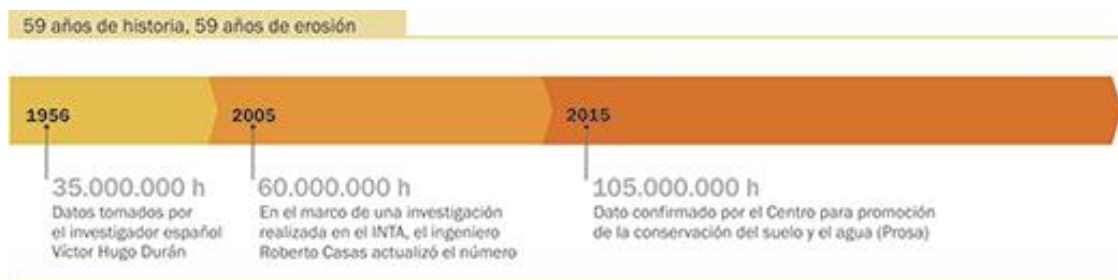 59 años de historia, 59 años de erosión
1956
35.000.000 h
Datos tomados por
el investigador español
Víctor Hugo Durán
2005
60.000.000 h
En el marco de una investigación
realizada en el INTA, el ingeniero
Roberto Casas actualizó el número
2015
105.000.000 h
Dato confirmado por el Centro para promoción
de la conservación del suelo y el agua (Prosa)